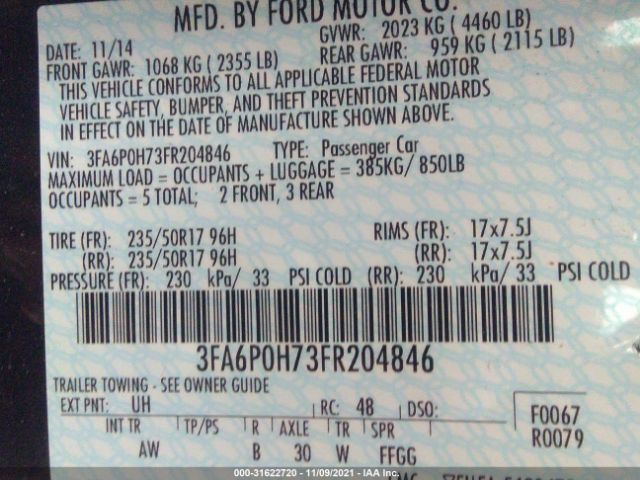 MFD. BY FORD MOTOR CO.
DATE: 11/14
GVWR: 2023 KG ( 4460 LB)
FRONT GAWR: 1068 KG ( 2355 LB)
REAR GAWR: 959 KG ( 2115 LB)
THIS VEHICLE CONFORMS TO ALL APPLICABLE FEDERAL MOTOR
VEHICLE SAFETY, BUMPER, AND THEFT PREVENTION STANDARDS
IN EFFECT ON THE DATE OF MANUFACTURE SHOWN ABOVE.
VIN: 3FA6P0H73FR204846 TYPE: Passenger Car
MAXIMUM LOAD = OCCUPANTS + LUGGAGE = 385KG/ 850LB
OCCUPANTS = 5 TOTAL; 2 FRONT, 3 REAR
TIRE (FR): 235/50R17 96H RIMS (FR): 17x7.5J
(RR): 235/50R17 96H (RR): 17x7.5J
PRESSURE (FR): 230 kPa/ 33 PSI COLD (RR): 230 kPa/ 33 PSI COLD
3FA6P0H73FR204846
TRAILER TOWING - SEE OWNER GUIDE
EXT PNT: UH RC: 48 DSO:
F0067
INT TR TP/PS R AXLE TR SPR
R0079
AW B 30 W FFGG
000-31622720 - 11/09/2021 - IAA Inc.